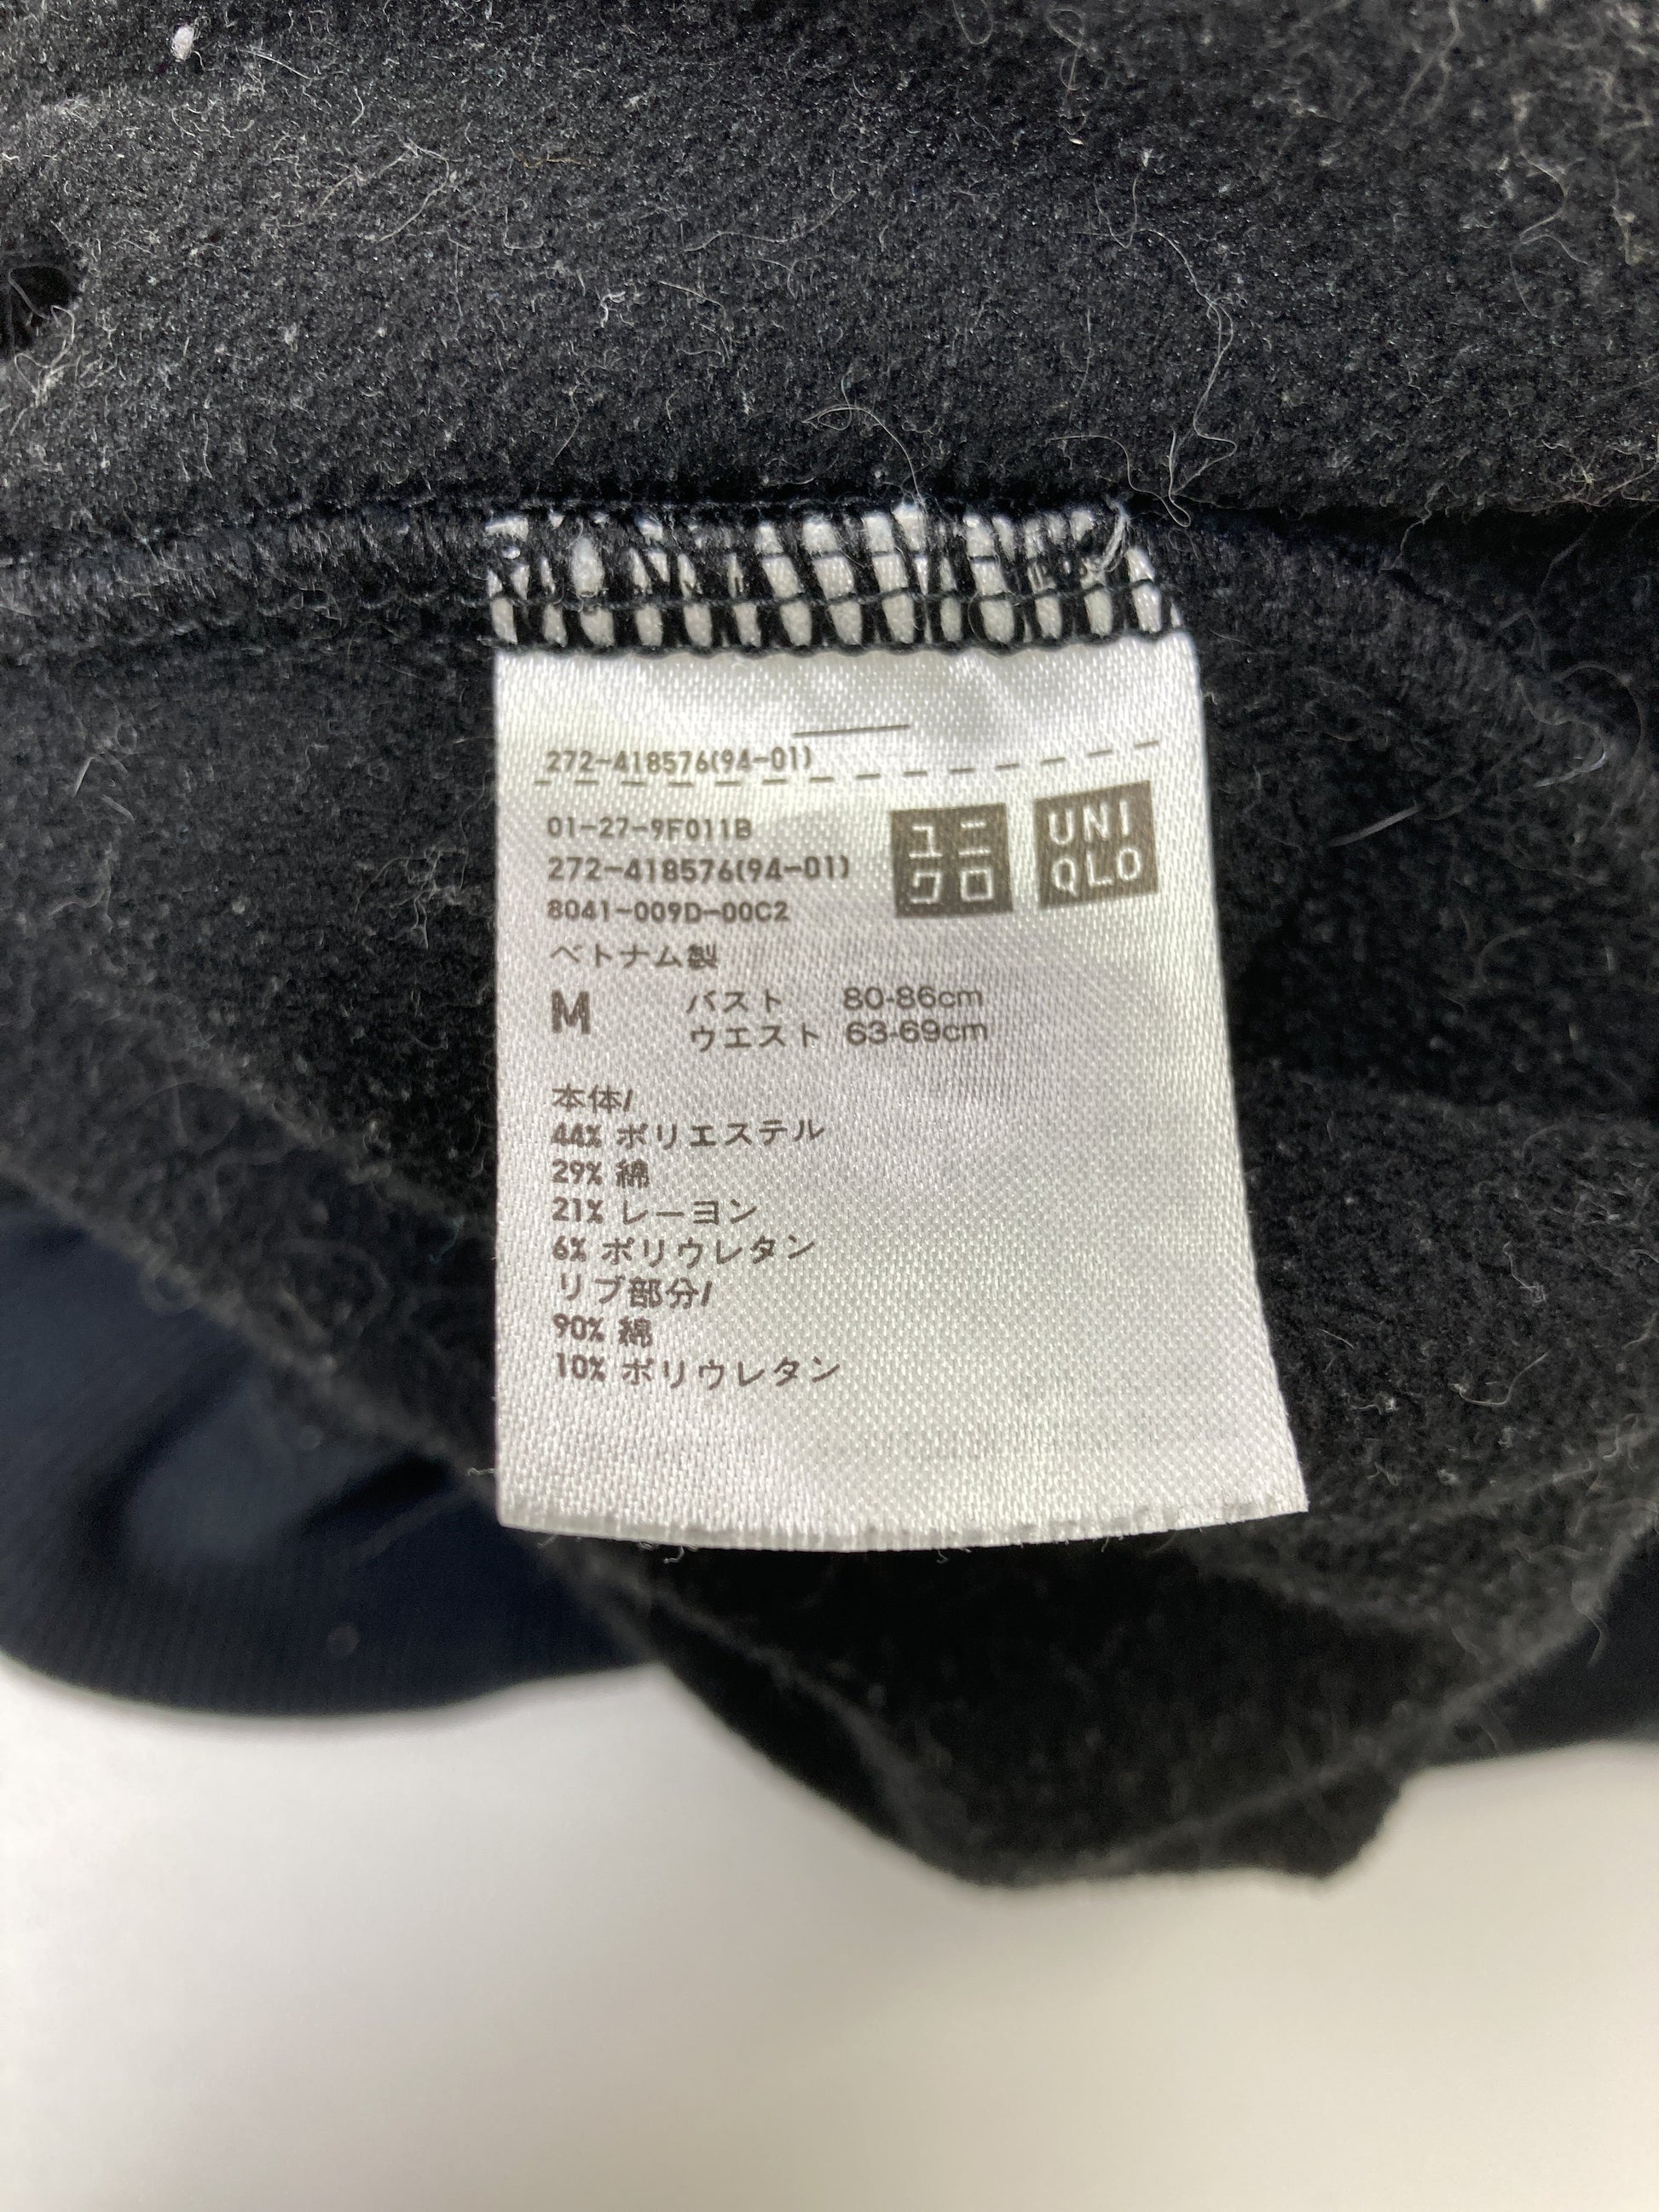 272-418576(94-01)
01-27-9F011B
272-418576(94-01)
8041-009D-00C2
ユニ
クロ
UNI
QLO
ベトナム製
M バスト 80-86cm
ウエスト 63-69cm
本体/
44% ポリエステル
29% 綿
21% レーヨン
6% ポリウレタン
リブ部分/
90% 綿
10% ポリウレタン